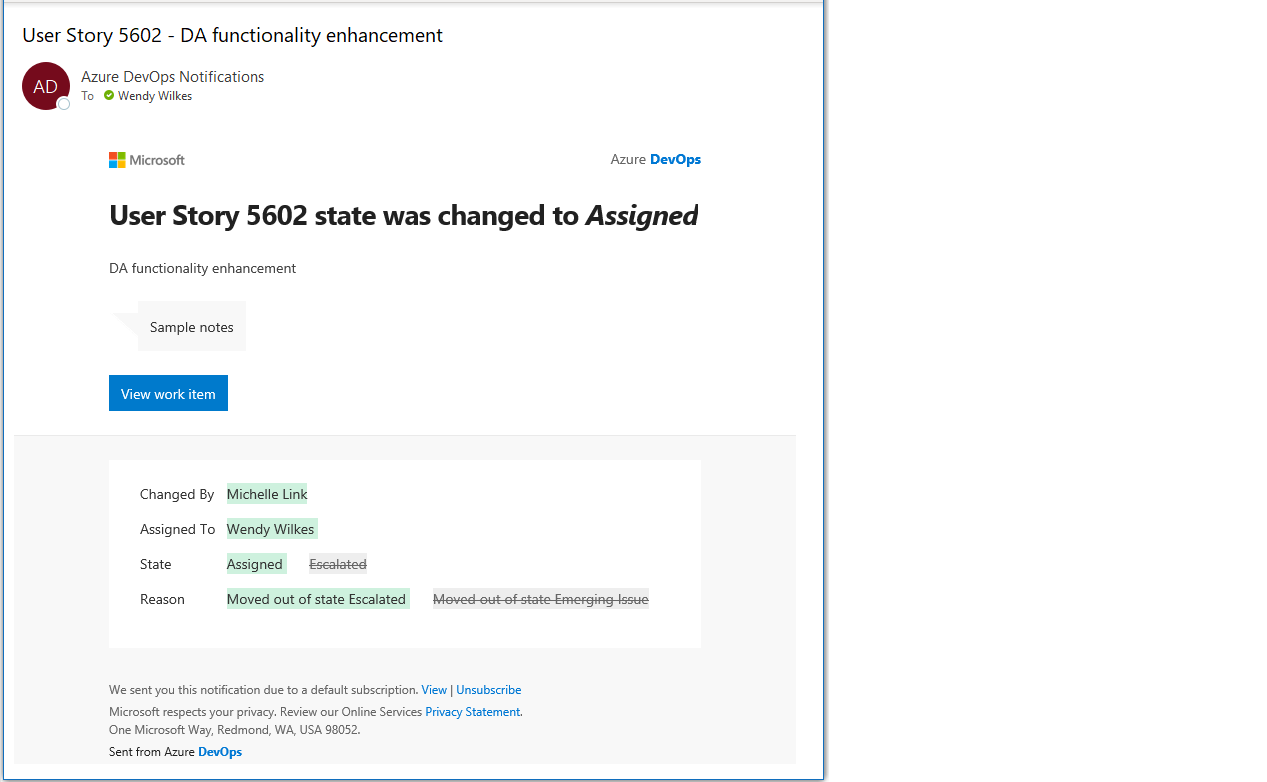 User Story 5602 - DA functionality enhancement
AD
Azure DevOps Notifications
To Wendy Wilkes
Microsoft Azure DevOps
User Story 5602 state was changed to Assigned
DA functionality enhancement
Sample notes
View work item
Changed By Michelle Link
Assigned To Wendy Wilkes
State Assigned Escalated
Reason Moved out of state Escalated Moved out of state Emerging Issue
We sent you this notification due to a default subscription. View | Unsubscribe
Microsoft respects your privacy. Review our Online Services Privacy Statement.
One Microsoft Way, Redmond, WA, USA 98052.
Sent from Azure DevOps